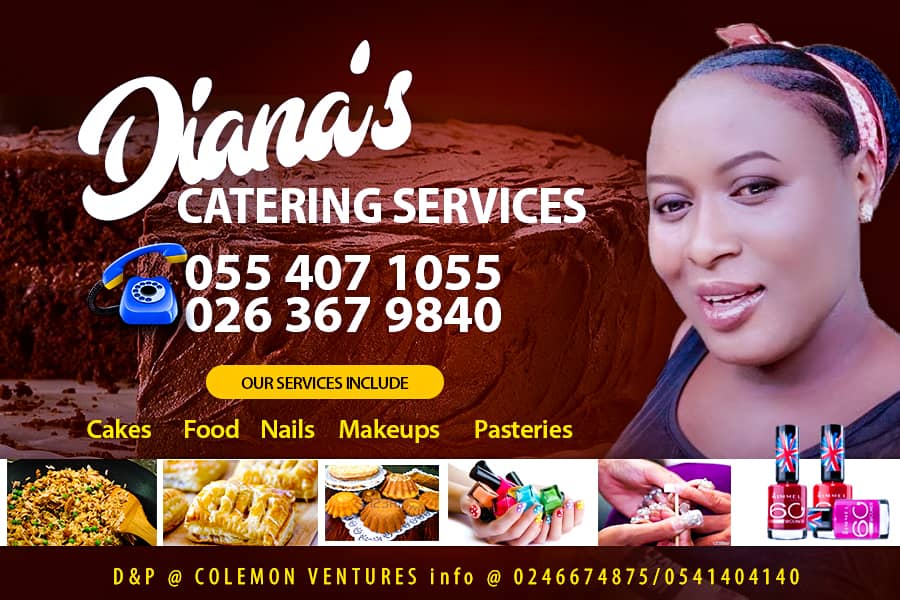 Diana's
CATERING SERVICES
055 407 1055
026 367 9840
OUR SERVICES INCLUDE
Cakes Food Nails Makeups Pasteries
RIMMEL
60
RIMMEL
60
D&P @ COLEMON VENTURES info @ 0246674875/0541404140